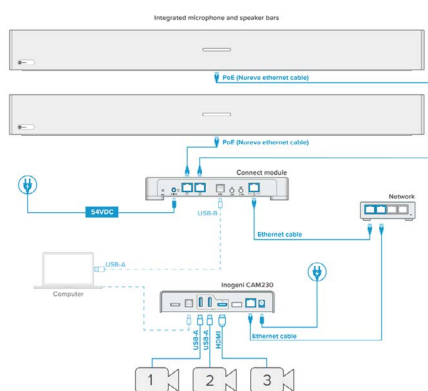 Integrated microphone and speaker bars
PoE (Nureva ethernet cable)
PoE (Nureva ethernet cable)
Connect module
54VDC
USB-B
Network
Ethernet cable
USB-A
Computer
Inogeni CAM230
USB-A
USB-A
HDMI
Ethernet cable
1
2
3